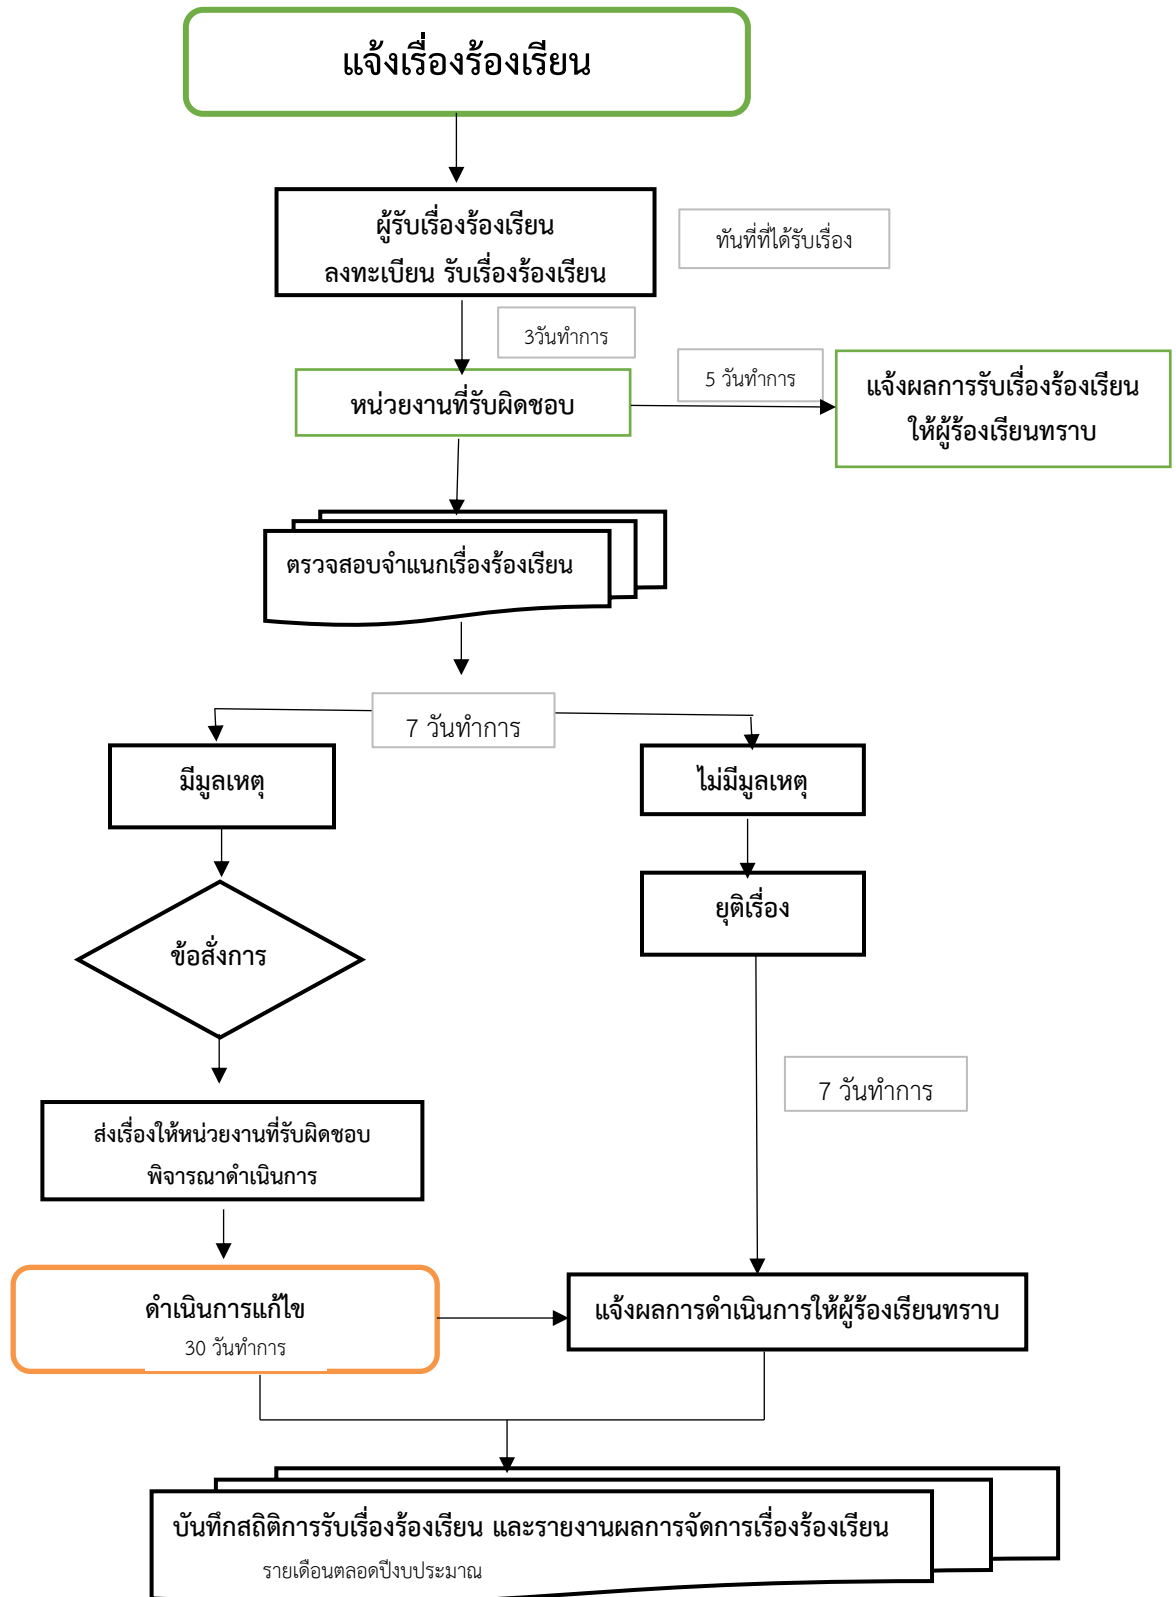 แจ้งเรื่องร้องเรียน
ผู้รับเรื่องร้องเรียน
ลงทะเบียน รับเรื่องร้องเรียน
ทันที่ที่ได้รับเรื่อง
3วันทำการ
5 วันทำการ
หน่วยงานที่รับผิดชอบ
แจ้งผลการรับเรื่องร้องเรียน
ให้ผู้ร้องเรียนทราบ
ตรวจสอบจำแนกเรื่องร้องเรียน
7 วันทำการ
มีมูลเหตุ
ไม่มีมูลเหตุ
ยุติเรื่อง
ข้อสั่งการ
7 วันทำการ
ส่งเรื่องให้หน่วยงานที่รับผิดชอบ
พิจารณาดำเนินการ
ดำเนินการแก้ไข
30 วันทำการ
แจ้งผลการดำเนินการให้ผู้ร้องเรียนทราบ
บันทึกสถิติการรับเรื่องร้องเรียน และรายงานผลการจัดการเรื่องร้องเรียน
รายเดือนตลอดปีงบประมาณ